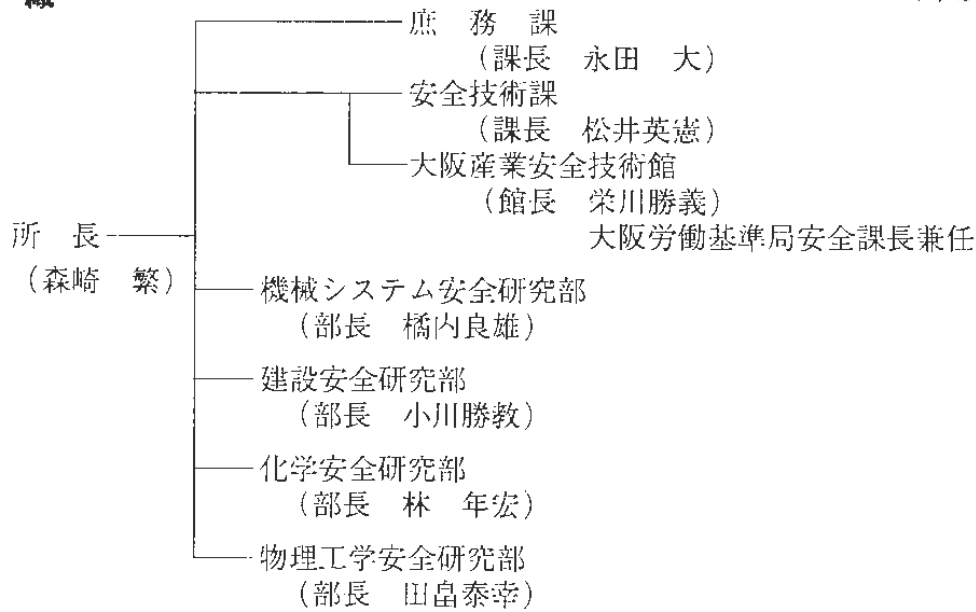 庶　務　課
（課長　永田　大）
安全技術課
（課長　松井英憲）
大阪産業安全技術館
（館長　栄川勝義）
大阪労働基準局安全課長兼任
所　長
（森崎　繁）
機械システム安全研究部
（部長　橘内良雄）
建設安全研究部
（部長　小川勝教）
化学安全研究部
（部長　林　年宏）
物理工学安全研究部
（部長　田畠泰幸）